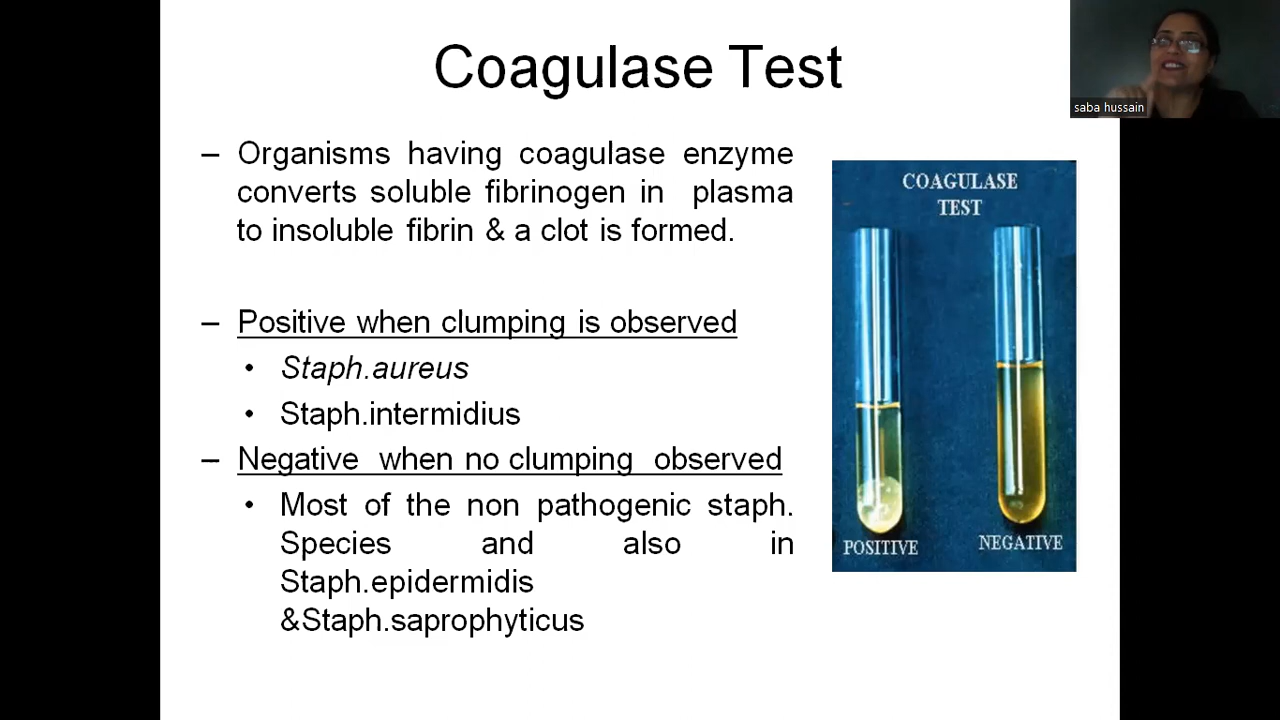 Coagulase Test
saba hussain
– Organisms having coagulase enzyme
converts soluble fibrinogen in plasma
to insoluble fibrin & a clot is formed.
– Positive when clumping is observed
• Staph.aureus
• Staph.intermidius
– Negative when no clumping observed
• Most of the non pathogenic staph.
Species and also in
Staph.epidermidis
&Staph.saprophyticus
COAGULASE
TEST
POSITIVE
NEGATIVE